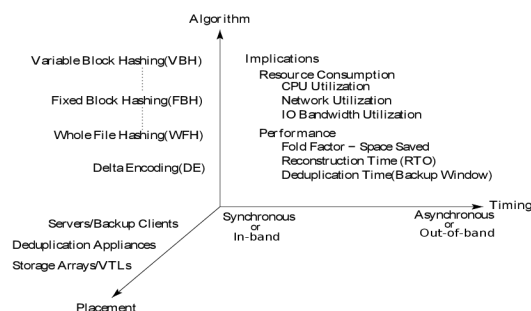 Algorithm
Variable Block Hashing(VBH)
Fixed Block Hashing(FBH)
Whole File Hashing(WFH)
Delta Encoding(DE)
Implications
Resource Consumption
CPU Utilization
Network Utilization
IO Bandwidth Utilization
Performance
Fold Factor – Space Saved
Reconstruction Time (RTO)
Deduplication Time(Backup Window)
Timing
Synchronous
or
In-band
Asynchronous
or
Out-of-band
Servers/Backup Clients
Deduplication Appliances
Storage Arrays/VTLs
Placement